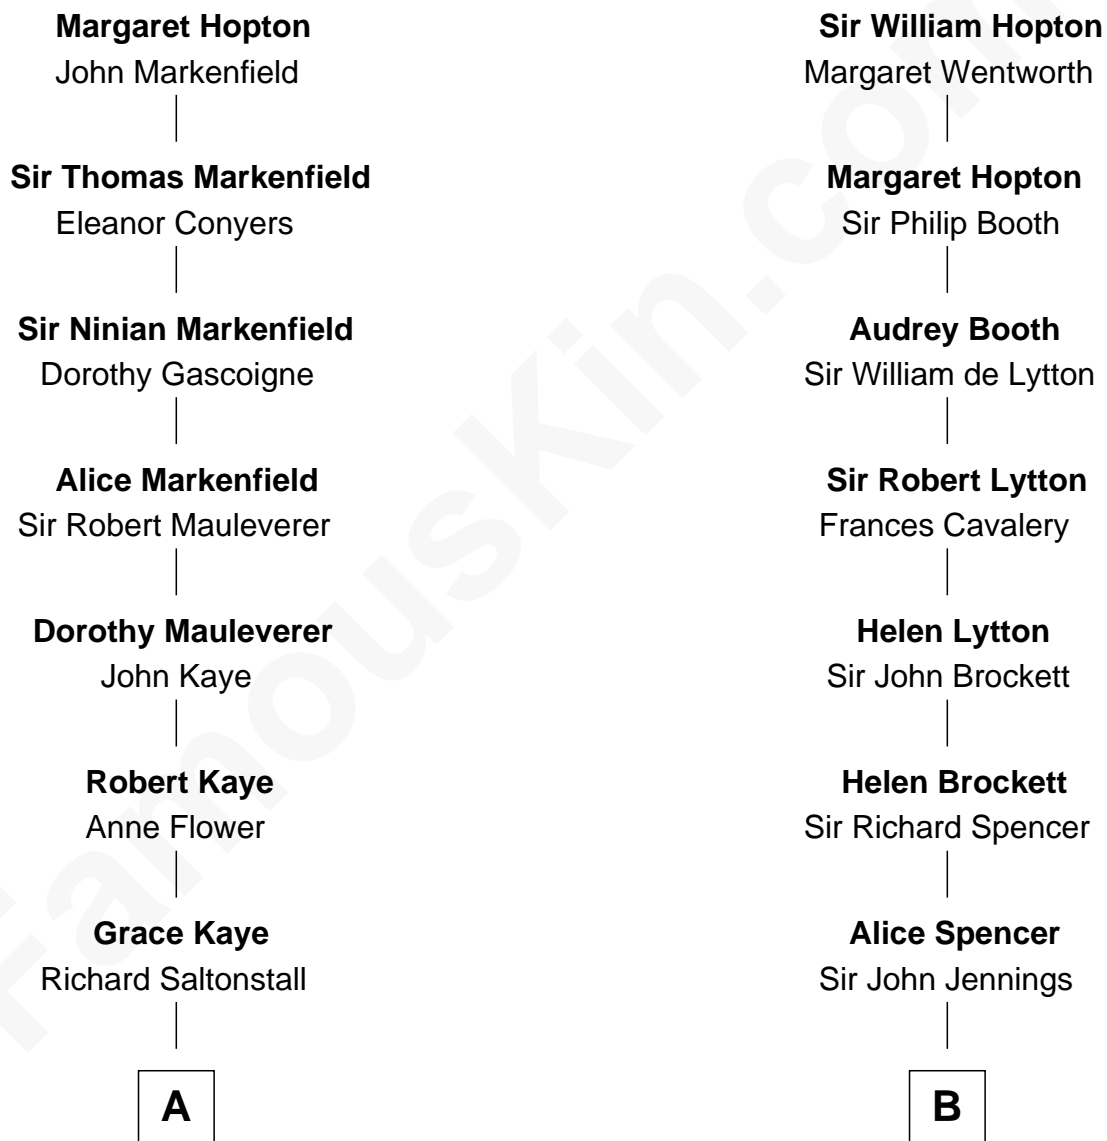 Margaret Hopton
John Markenfield
Sir Thomas Markenfield
Eleanor Conyers
Sir Ninian Markenfield
Dorothy Gascoigne
Alice Markenfield
Sir Robert Mauleverer
Dorothy Mauleverer
John Kaye
Robert Kaye
Anne Flower
Grace Kaye
Richard Saltonstall
A
Sir William Hopton
Margaret Wentworth
Margaret Hopton
Sir Philip Booth
Audrey Booth
Sir William de Lytton
Sir Robert Lytton
Frances Cavalery
Helen Lytton
Sir John Brockett
Helen Brockett
Sir Richard Spencer
Alice Spencer
Sir John Jennings
B
FamousKin.com